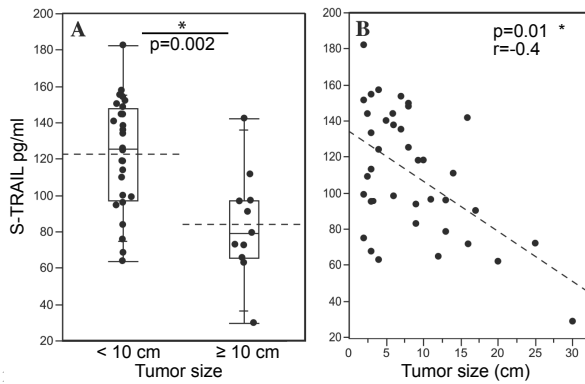 A
*
p=0.002
200
180
160
140
120
100
80
60
40
20
S-TRAIL pg/ml
< 10 cm
≥ 10 cm
Tumor size
B
p=0.01 *
r=-0.4
200
180
160
140
120
100
80
60
40
20
0 5 10 15 20 25 30
Tumor size (cm)